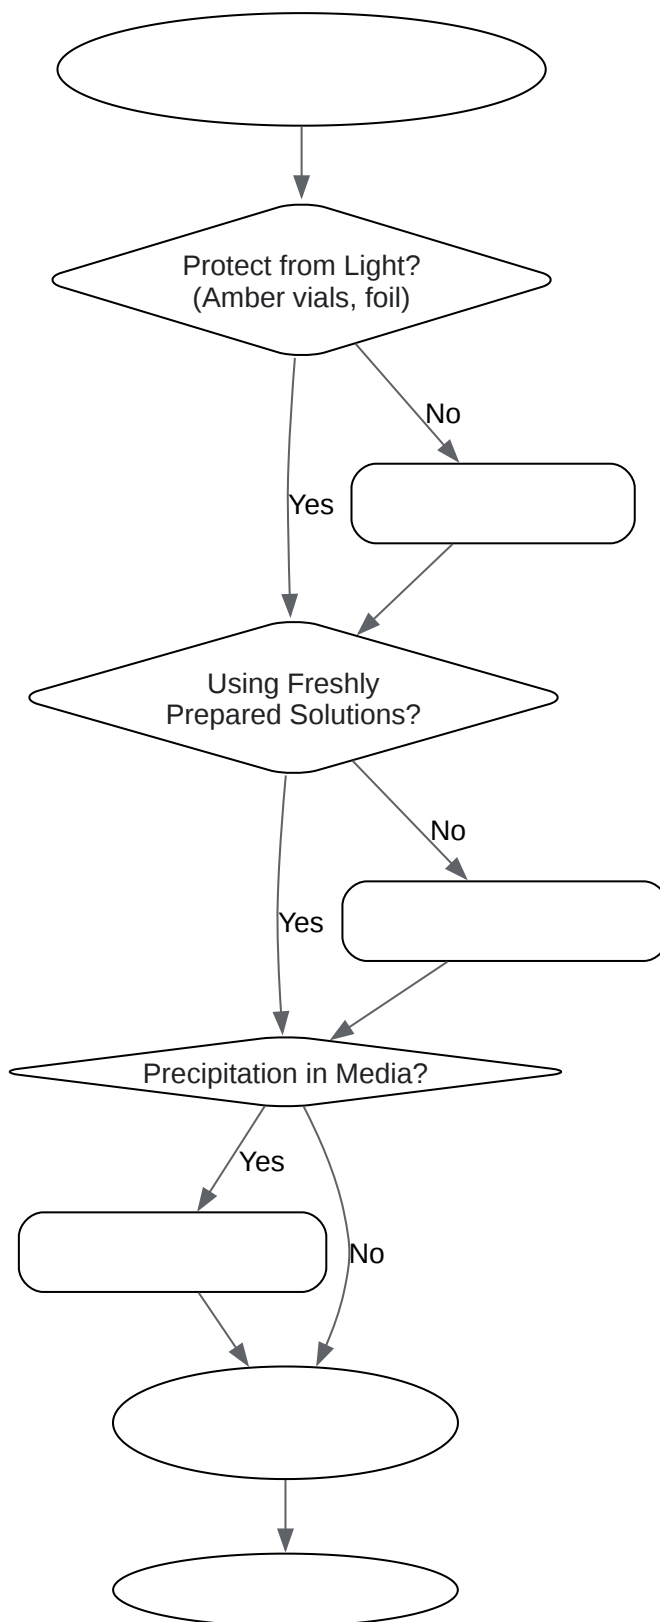 Protect from Light?
(Amber vials, foil)
No
Yes
Using Freshly
Prepared Solutions?
No
Yes
Precipitation in Media?
Yes
No